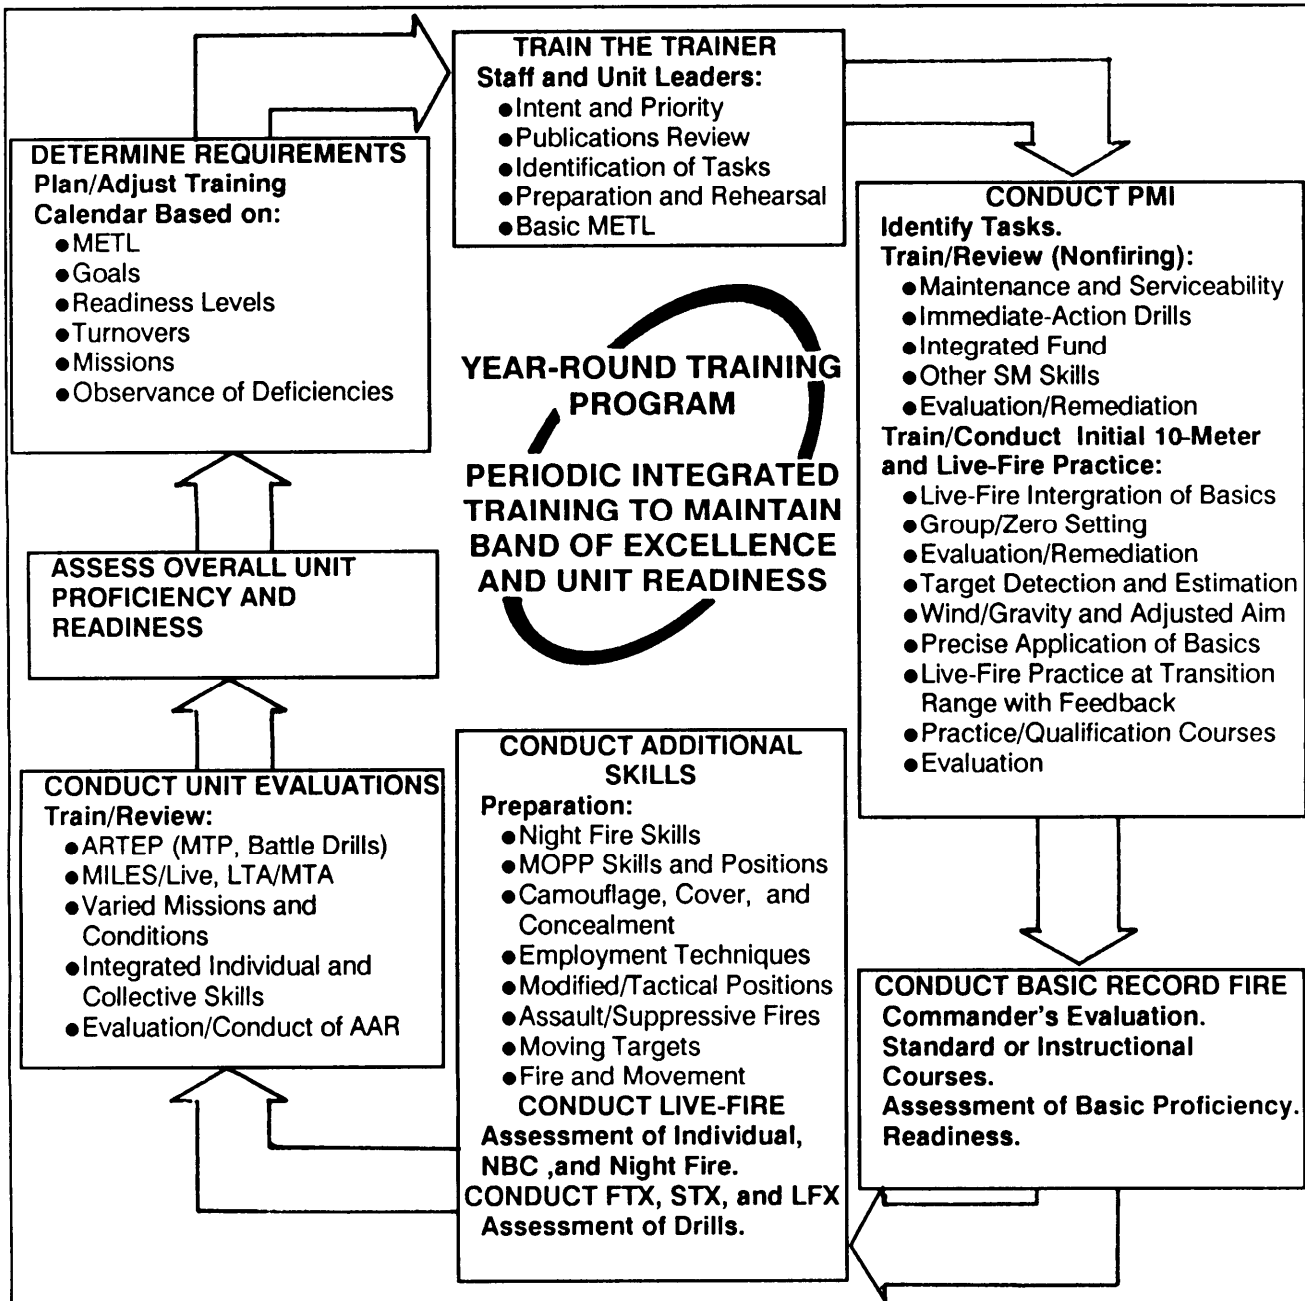 TRAIN THE TRAINER
Staff and Unit Leaders:
●Intent and Priority
●Publications Review
●Identification of Tasks
●Preparation and Rehearsal
●Basic METL
DETERMINE REQUIREMENTS
Plan/Adjust Training
Calendar Based on:
●METL
●Goals
●Readiness Levels
●Turnovers
●Missions
●Observance of Deficiencies
CONDUCT PMI
Identify Tasks.
Train/Review (Nonfiring):
●Maintenance and Serviceability
●Immediate-Action Drills
●Integrated Fund
●Other SM Skills
●Evaluation/Remediation
Train/Conduct Initial 10-Meter
and Live-Fire Practice:
●Live-Fire Intergration of Basics
●Group/Zero Setting
●Evaluation/Remediation
●Target Detection and Estimation
●Wind/Gravity and Adjusted Aim
●Precise Application of Basics
●Live-Fire Practice at Transition
Range with Feedback
●Practice/Qualification Courses
●Evaluation
YEAR-ROUND TRAINING
PROGRAM
PERIODIC INTEGRATED
TRAINING TO MAINTAIN
BAND OF EXCELLENCE
AND UNIT READINESS
ASSESS OVERALL UNIT
PROFICIENCY AND
READINESS
CONDUCT UNIT EVALUATIONS
Train/Review:
●ARTEP (MTP, Battle Drills)
●MILES/Live, LTA/MTA
●Varied Missions and
Conditions
●Integrated Individual and
Collective Skills
●Evaluation/Conduct of AAR
CONDUCT ADDITIONAL
SKILLS
Preparation:
●Night Fire Skills
●MOPP Skills and Positions
●Camouflage, Cover, and
Concealment
●Employment Techniques
●Modified/Tactical Positions
●Assault/Suppressive Fires
●Moving Targets
●Fire and Movement
CONDUCT LIVE-FIRE
Assessment of Individual,
NBC ,and Night Fire.
CONDUCT FTX, STX, and LFX
Assessment of Drills.
CONDUCT BASIC RECORD FIRE
Commander's Evaluation.
Standard or Instructional
Courses.
Assessment of Basic Proficiency.
Readiness.